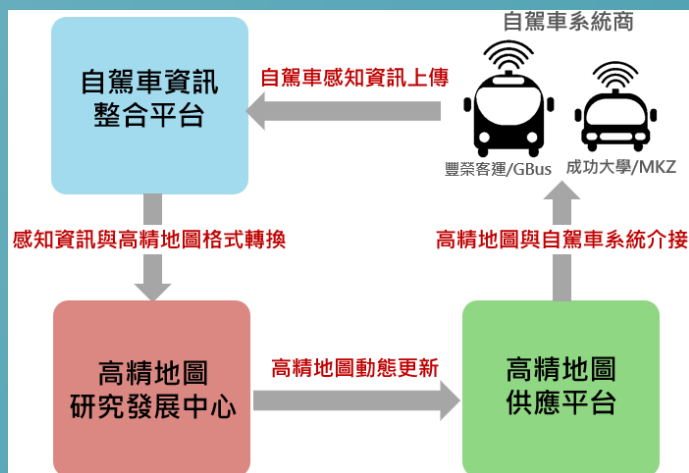 自駕車系統商
自駕車資訊
整合平台
自駕車感知資訊上傳
豐榮客運/GBus
成功大學/MKZ
感知資訊與高精地圖格式轉換
高精地圖與自駕車系統介接
高精地圖
研究發展中心
高精地圖動態更新
高精地圖
供應平台